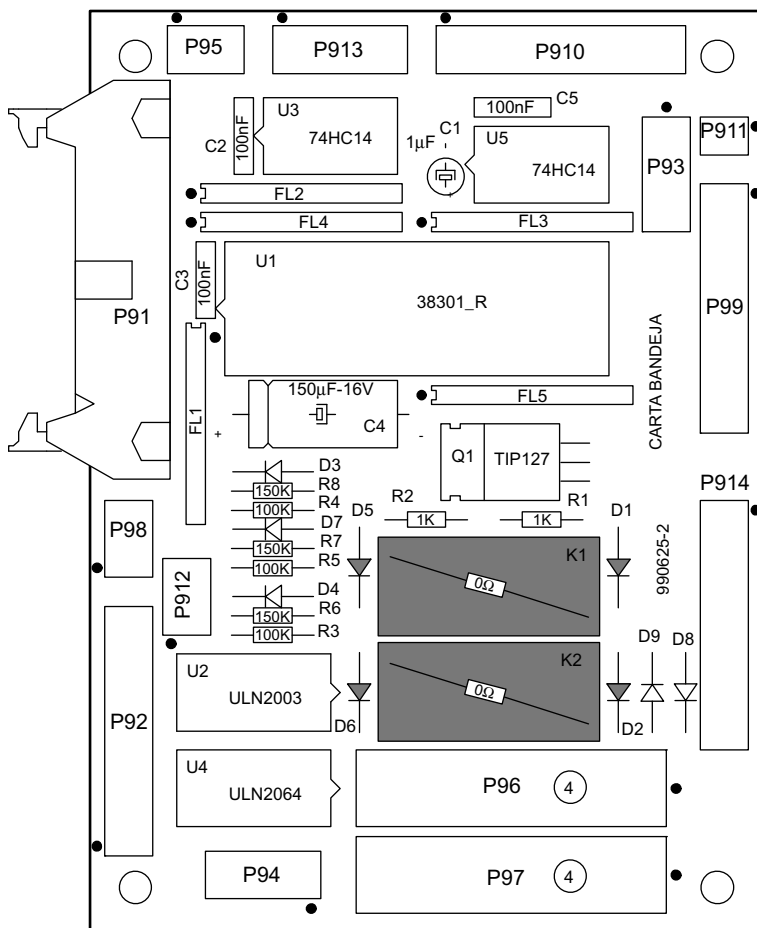 P95
P913
P910
C5
100nF
C1
-
1µF
+
U3
74HC14
C2
100nF
U5
74HC14
P93
P911
FL2
FL4
FL3
U1
38301_R
C3
100nF
P91
P99
CARTA BANDEJA
FL1
150µF-16V
C4
+
-
FL5
Q1
TIP127
P914
D3
R8
150K
R4
100K
D7
R7
150K
R5
100K
D4
R6
150K
R3
100K
D5
R2
1K
R1
1K
D1
K1
0Ω
990625-2
P98
P912
P92
U2
ULN2003
D6
K2
0Ω
D2
D9
D8
U4
ULN2064
P96
4
P97
4
P94